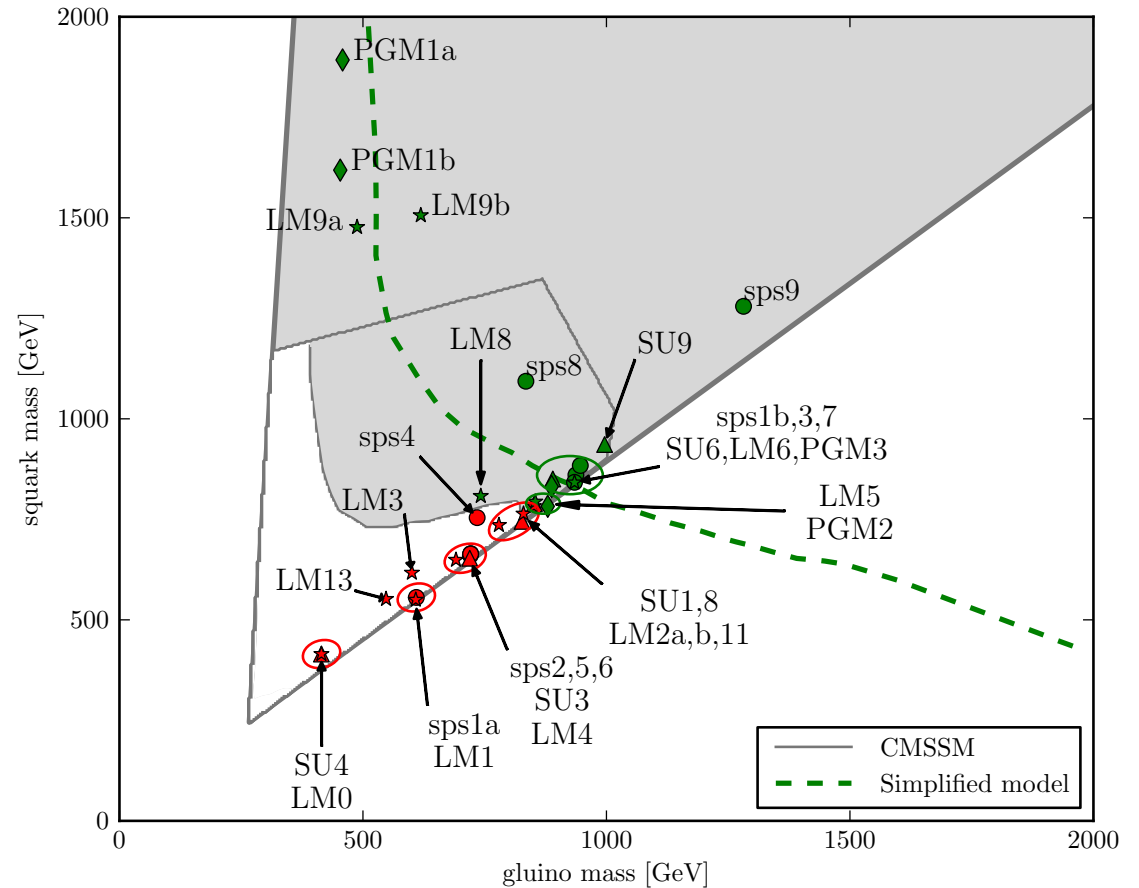 2000
PGM1a
PGM1b
1500
LM9a
LM9b
sps9
LM8
sps8
SU9
1000
sps4
sps1b,3,7
SU6,LM6,PGM3
LM3
LM5
PGM2
LM13
500
SU1,8
LM2a,b,11
sps2,5,6
SU3
LM4
sps1a
LM1
SU4
LM0
CMSSM
Simplified model
0
0
500
1000
1500
2000
gluino mass [GeV]
squark mass [GeV]